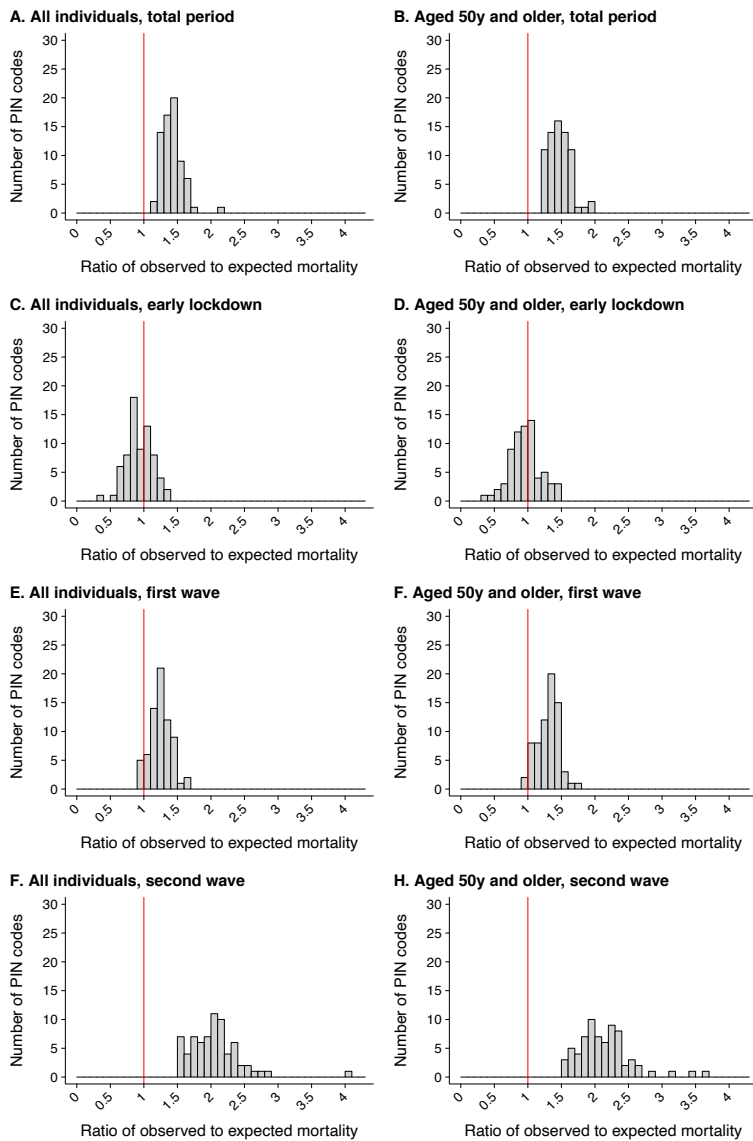 A. All individuals, total period
Number of PIN codes
30
25
20
15
10
5
0
0 0.5 1 1.5 2 2.5 3 3.5 4
Ratio of observed to expected mortality
B. Aged 50y and older, total period
Number of PIN codes
30
25
20
15
10
5
0
0 0.5 1 1.5 2 2.5 3 3.5 4
Ratio of observed to expected mortality
C. All individuals, early lockdown
Number of PIN codes
30
25
20
15
10
5
0
0 0.5 1 1.5 2 2.5 3 3.5 4
Ratio of observed to expected mortality
D. Aged 50y and older, early lockdown
Number of PIN codes
30
25
20
15
10
5
0
0 0.5 1 1.5 2 2.5 3 3.5 4
Ratio of observed to expected mortality
E. All individuals, first wave
Number of PIN codes
30
25
20
15
10
5
0
0 0.5 1 1.5 2 2.5 3 3.5 4
Ratio of observed to expected mortality
F. Aged 50y and older, first wave
Number of PIN codes
30
25
20
15
10
5
0
0 0.5 1 1.5 2 2.5 3 3.5 4
Ratio of observed to expected mortality
F. All individuals, second wave
Number of PIN codes
30
25
20
15
10
5
0
0 0.5 1 1.5 2 2.5 3 3.5 4
Ratio of observed to expected mortality
H. Aged 50y and older, second wave
Number of PIN codes
30
25
20
15
10
5
0
0 0.5 1 1.5 2 2.5 3 3.5 4
Ratio of observed to expected mortality